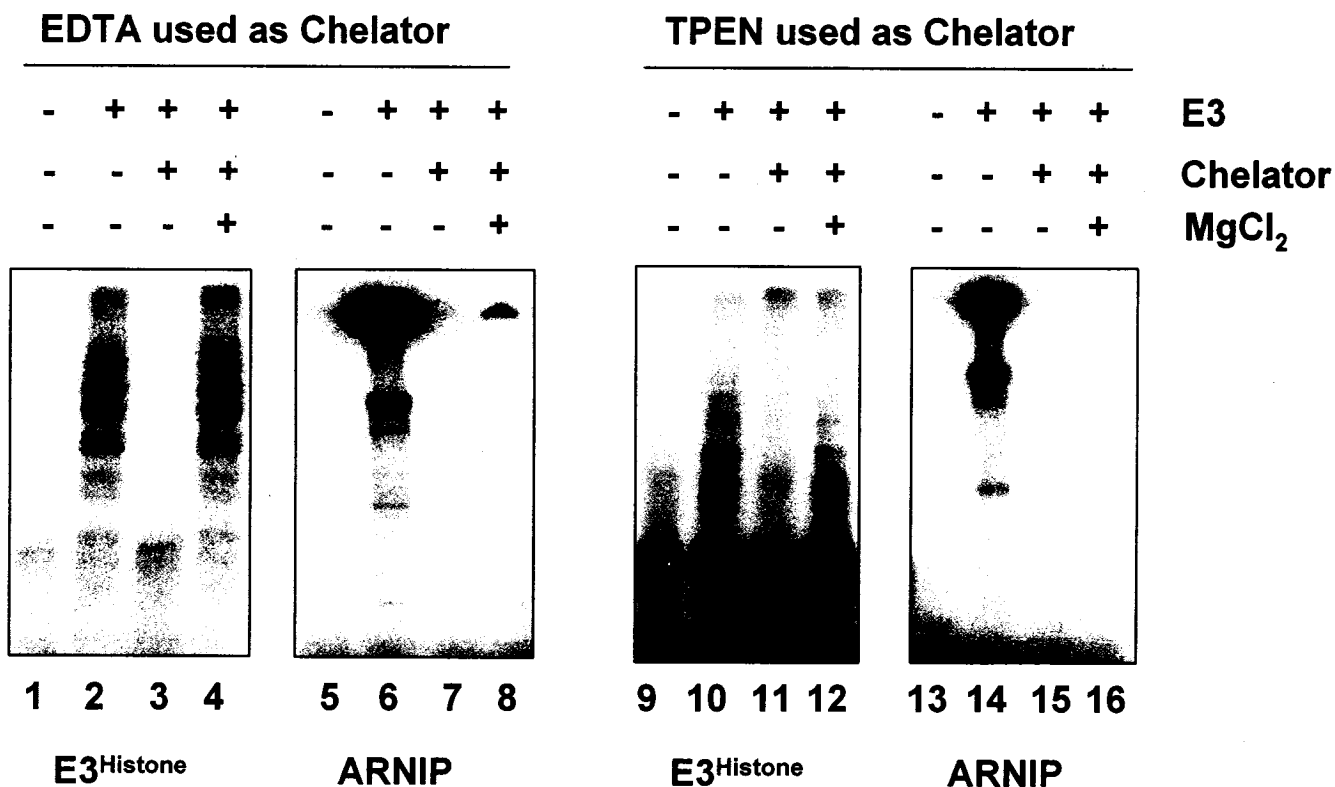 EDTA used as Chelator TPEN used as Chelator
- + + + - + + + - + + + - + + + E3
- - + + - - + + - - + + - - + + Chelator
- - - + - - - + - - - + - - - + MgCl₂
1 2 3 4 5 6 7 8 9 10 11 12 13 14 15 16
E3ᴴⁱˢᵗᵒⁿᵉ ARNIP E3ᴴⁱˢᵗᵒⁿᵉ ARNIP